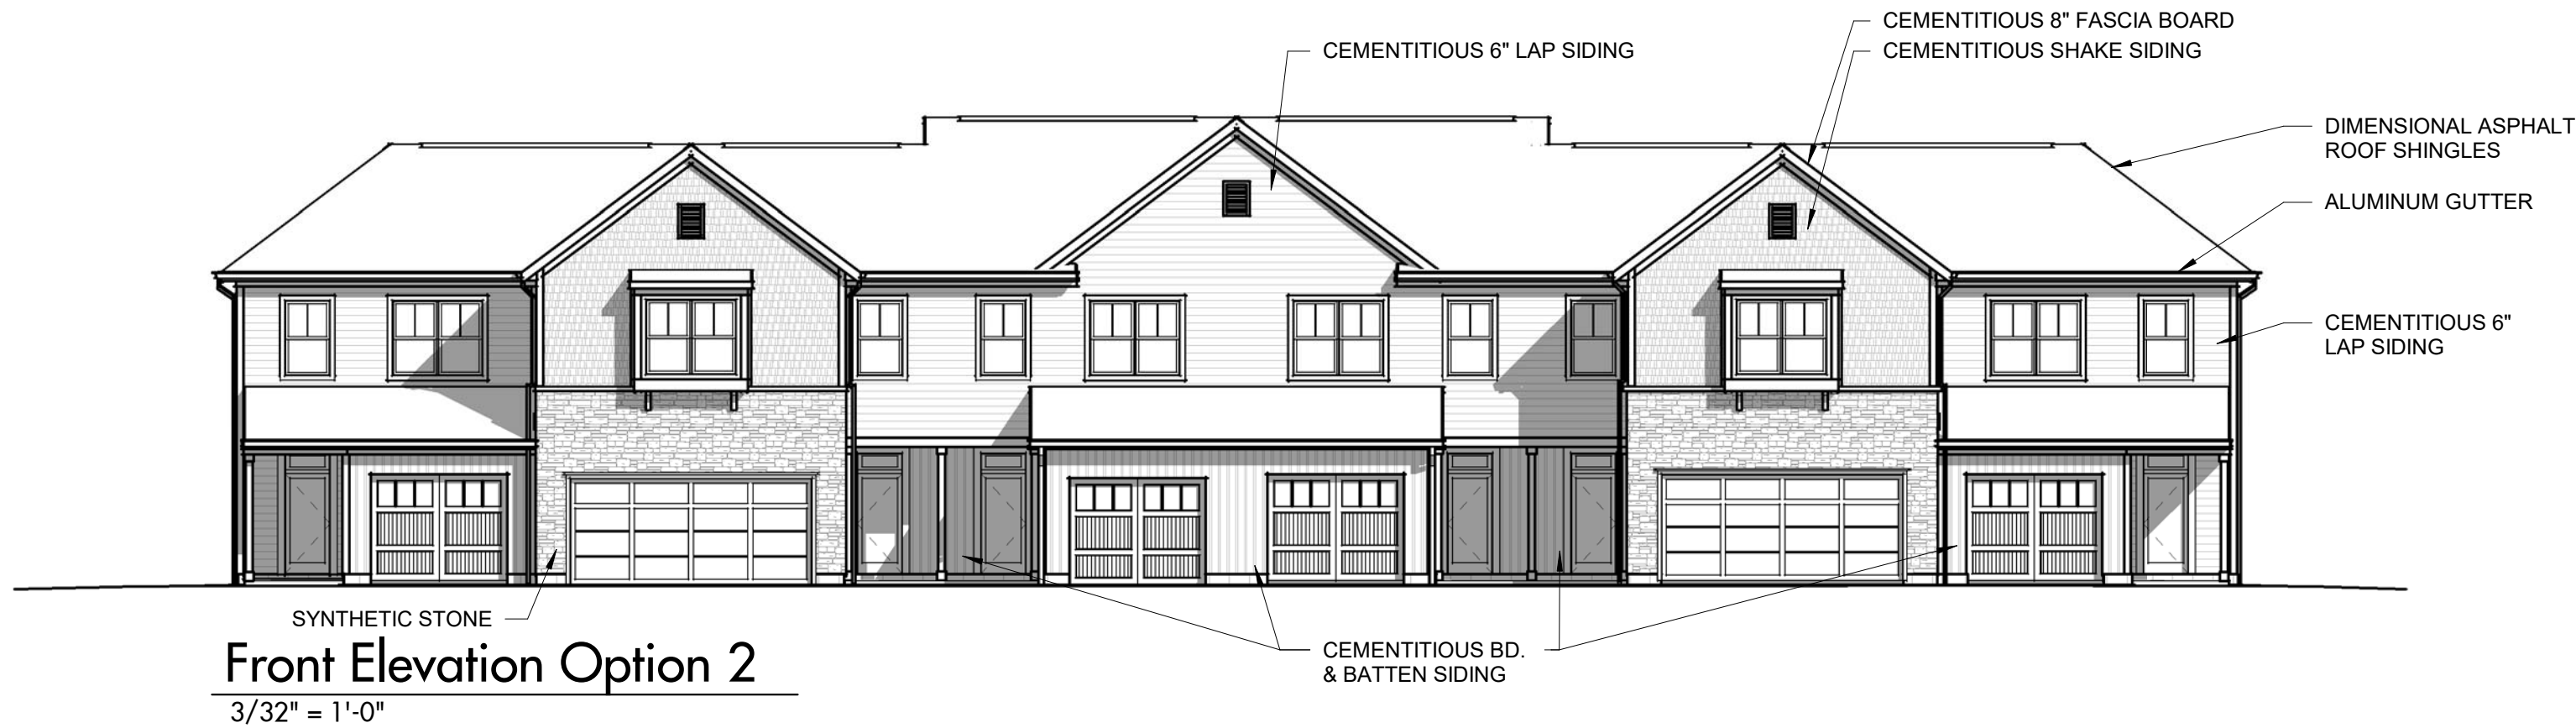 CEMENTITIOUS 8" FASCIA BOARD
CEMENTITIOUS 6" LAP SIDING
CEMENTITIOUS SHAKE SIDING
DIMENSIONAL ASPHALT
ROOF SHINGLES
ALUMINUM GUTTER
CEMENTITIOUS 6"
LAP SIDING
SYNTHETIC STONE
CEMENTITIOUS BD.
& BATTEN SIDING
Front Elevation Option 2
3/32" = 1'-0"